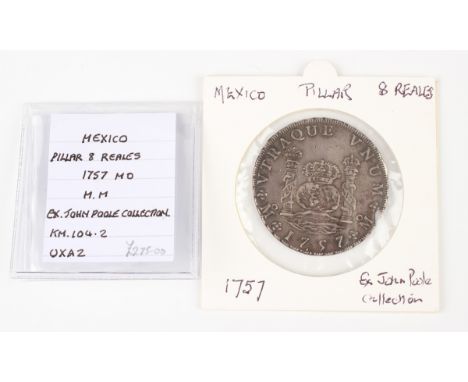 MEXICO
PILLAR 8 REALES
1757 MO
M.M
EX. JOHN POOLE COLLECTION
KM.104.2
UXA2 £275.00
MEXICO PILLAR 8 REALES
VTRAQUE VNUM
M 1757 M
1757
Ex John Poole
Collection